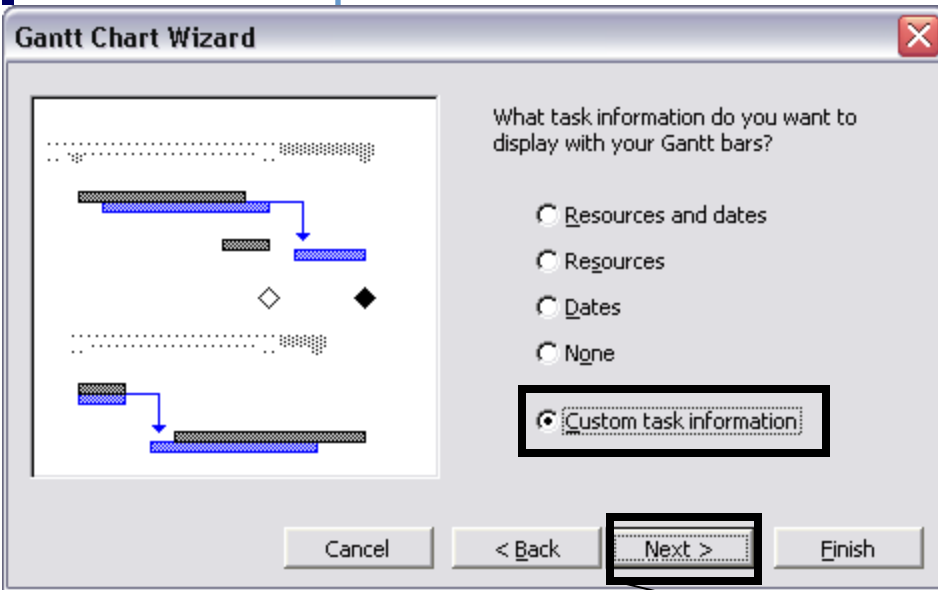 Gantt Chart Wizard
What task information do you want to
display with your Gantt bars?
Resources and dates
Resources
Dates
None
Custom task information
Cancel
< Back
Next >
Finish